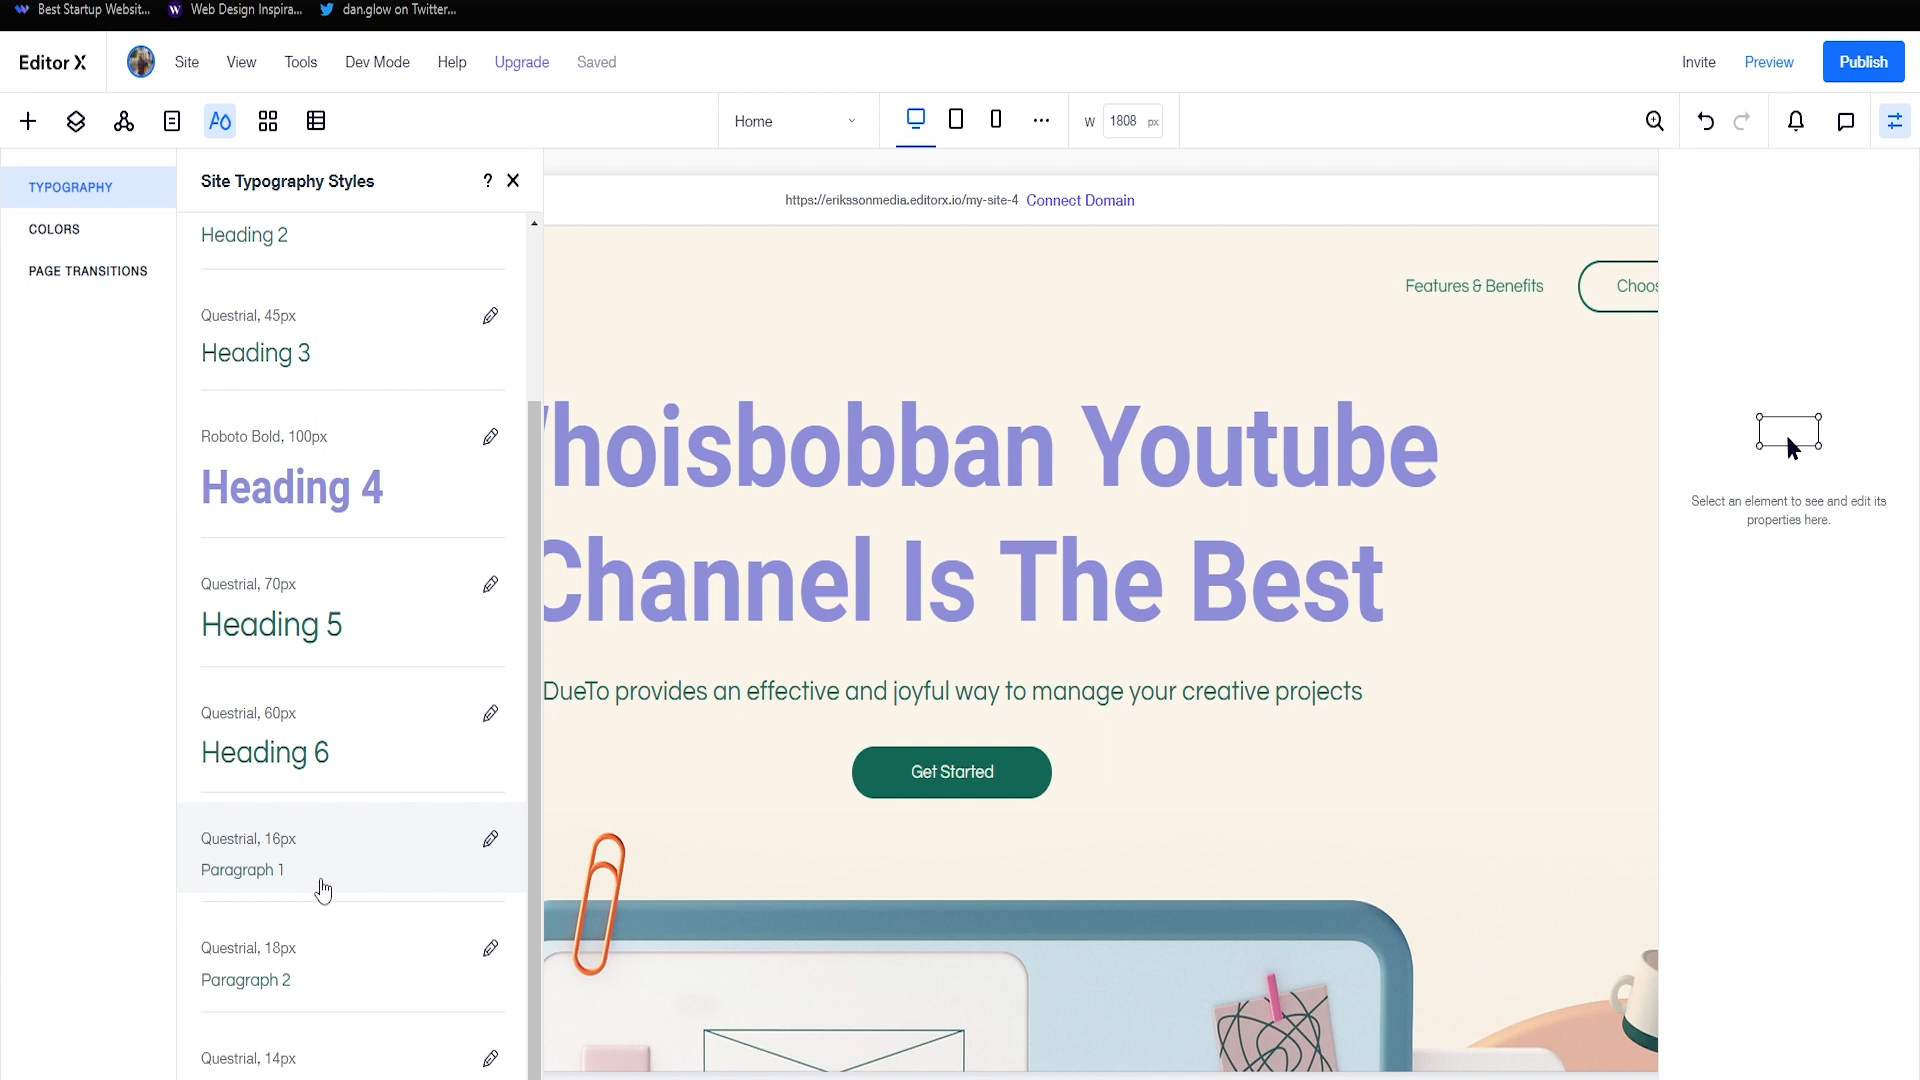 Best Startup Websit...
Web Design Inspira...
dan.glow on Twitter...
Editor X
Site
View
Tools
Dev Mode
Help
Upgrade
Saved
Invite
Preview
Publish
Home
W
1808
px
TYPOGRAPHY
COLORS
PAGE TRANSITIONS
Site Typography Styles
?
Heading 2
Questrial, 45px
Heading 3
Roboto Bold, 100px
Heading 4
Questrial, 70px
Heading 5
Questrial, 60px
Heading 6
Questrial, 16px
Paragraph 1
Questrial, 18px
Paragraph 2
Questrial, 14px
https://erikssonmedia.editorx.io/my-site-4 Connect Domain
Features & Benefits
Choos
hoisbobban Youtube
Channel Is The Best
DueTo provides an effective and joyful way to manage your creative projects
Get Started
Select an element to see and edit its
properties here.